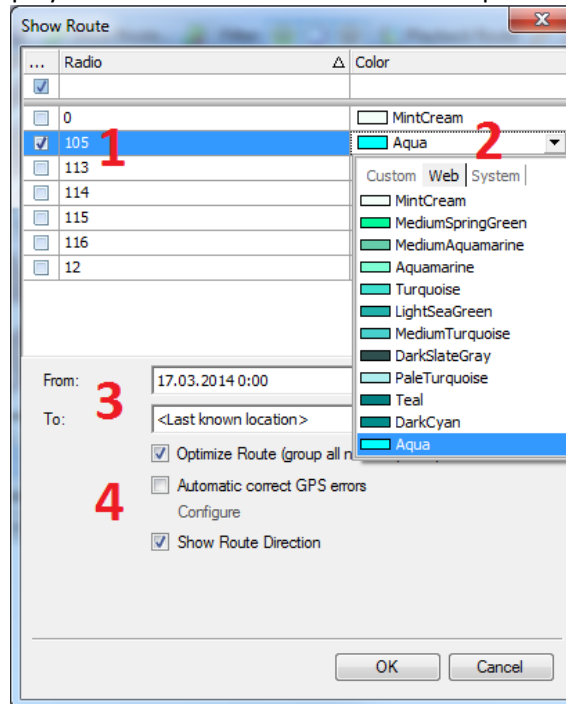 Show Route
... Radio Color
0 MintCream
105 Aqua
1 2
113 Custom Web System
114 MintCream
115 MediumSpringGreen
116 MediumAquamarine
12 Aquamarine
Turquoise
LightSeaGreen
MediumTurquoise
DarkSlateGray
PaleTurquoise
Teal
DarkCyan
Aqua
From: 17.03.2014 0:00
3
To: <Last known location>
Optimize Route (group all
4 Automatic correct GPS errors
Configure
Show Route Direction
OK Cancel